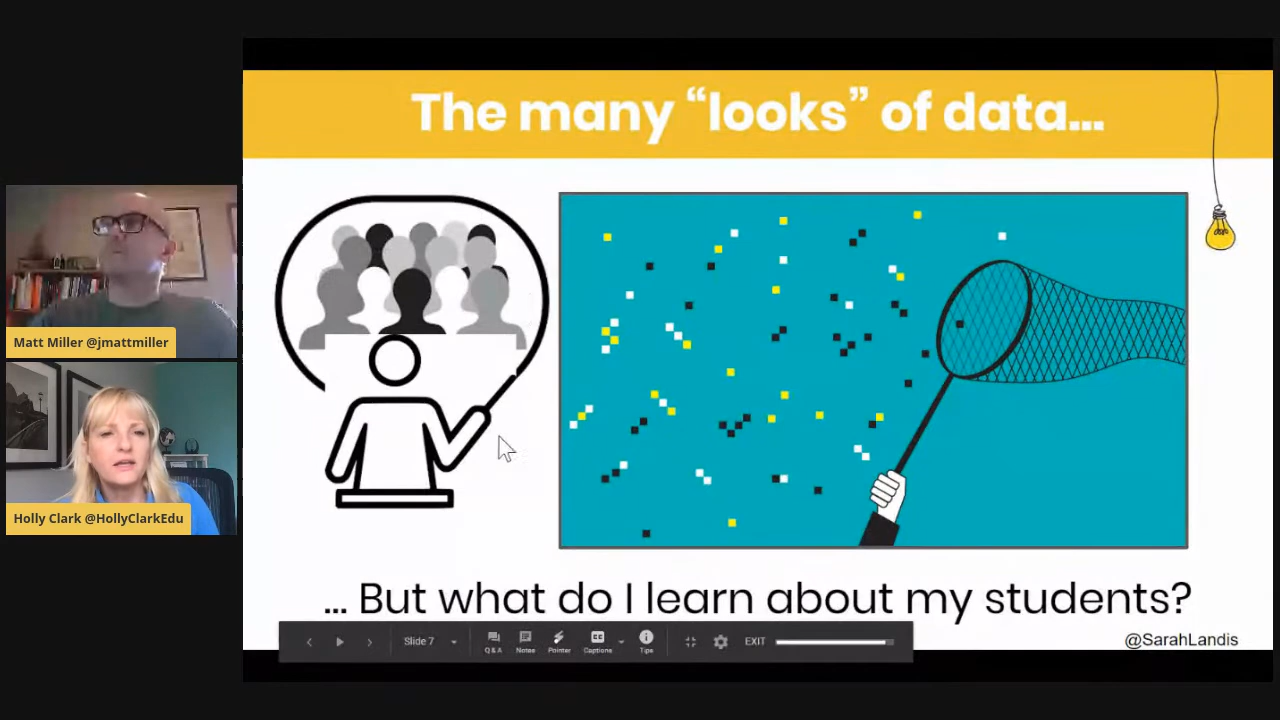 The many “looks” of data...
Matt Miller @jmattmiller
Holly Clark @HollyClarkEdu
... But what do I learn about my students?
Slide 7
Q & A
Notes
Pointer
CC
Captions
Tips
EXIT
@SarahLandis